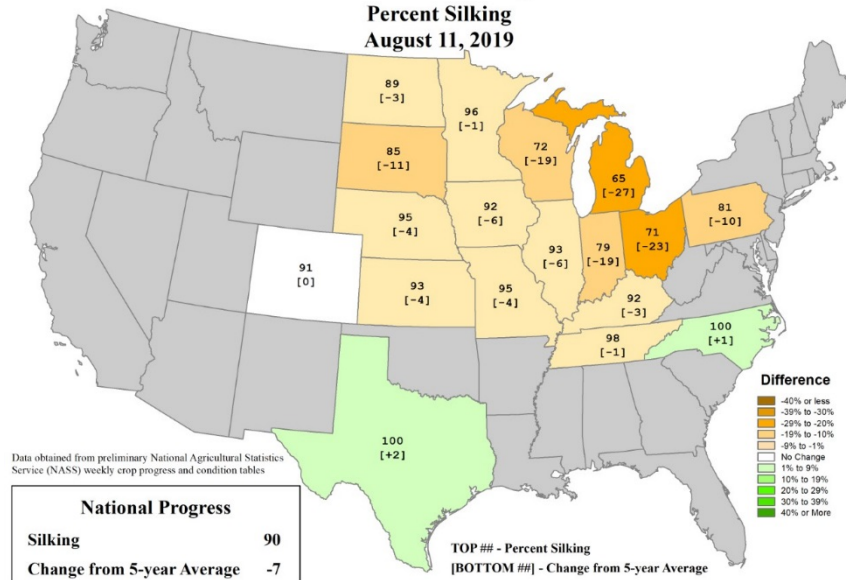 Percent Silking
August 11, 2019
89
[-3]
96
[-1]
85
[-11]
72
[-19]
65
[-27]
95
[-4]
92
[-6]
81
[-10]
71
[-23]
79
[-19]
93
[-6]
91
[0]
93
[-4]
95
[-4]
92
[-3]
98
[-1]
100
[+1]
100
[+2]
Difference
-40% or less
-39% to -30%
-29% to -20%
-19% to -10%
-9% to -1%
No Change
1% to 9%
10% to 19%
20% to 29%
30% to 39%
40% or More
Data obtained from preliminary National Agricultural Statistics
Service (NASS) weekly crop progress and condition tables
National Progress
Silking 90
Change from 5-year Average -7
TOP ## - Percent Silking
[BOTTOM ##] - Change from 5-year Average